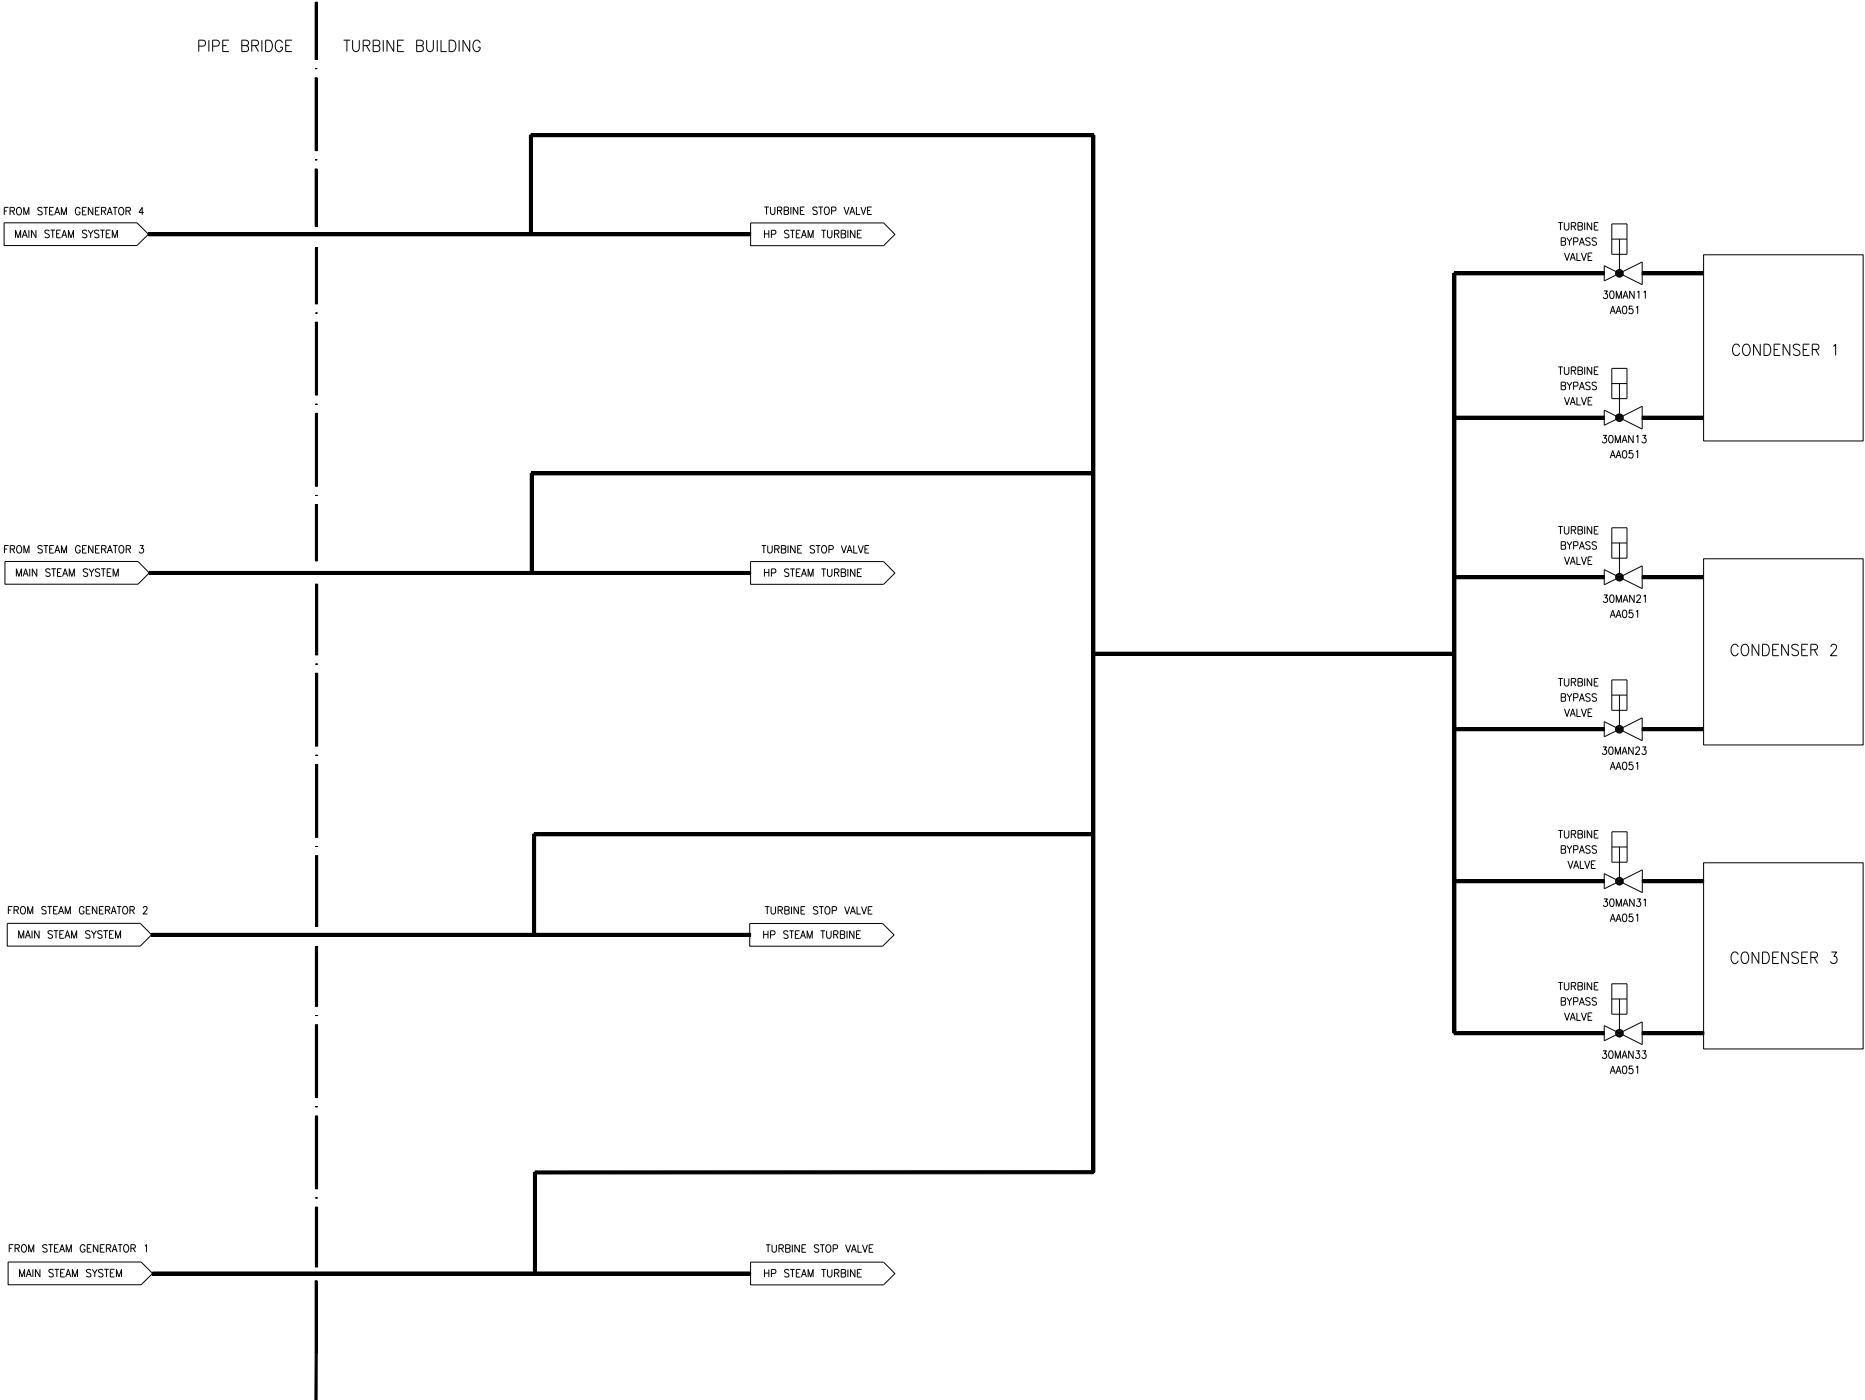 PIPE BRIDGE
TURBINE BUILDING
FROM STEAM GENERATOR 4
MAIN STEAM SYSTEM
TURBINE STOP VALVE
HP STEAM TURBINE
FROM STEAM GENERATOR 3
MAIN STEAM SYSTEM
TURBINE STOP VALVE
HP STEAM TURBINE
FROM STEAM GENERATOR 2
MAIN STEAM SYSTEM
TURBINE STOP VALVE
HP STEAM TURBINE
FROM STEAM GENERATOR 1
MAIN STEAM SYSTEM
TURBINE STOP VALVE
HP STEAM TURBINE
TURBINE
BYPASS
VALVE
30MAN11
AA051
TURBINE
BYPASS
VALVE
30MAN13
AA051
CONDENSER 1
TURBINE
BYPASS
VALVE
30MAN21
AA051
TURBINE
BYPASS
VALVE
30MAN23
AA051
CONDENSER 2
TURBINE
BYPASS
VALVE
30MAN31
AA051
TURBINE
BYPASS
VALVE
30MAN33
AA051
CONDENSER 3